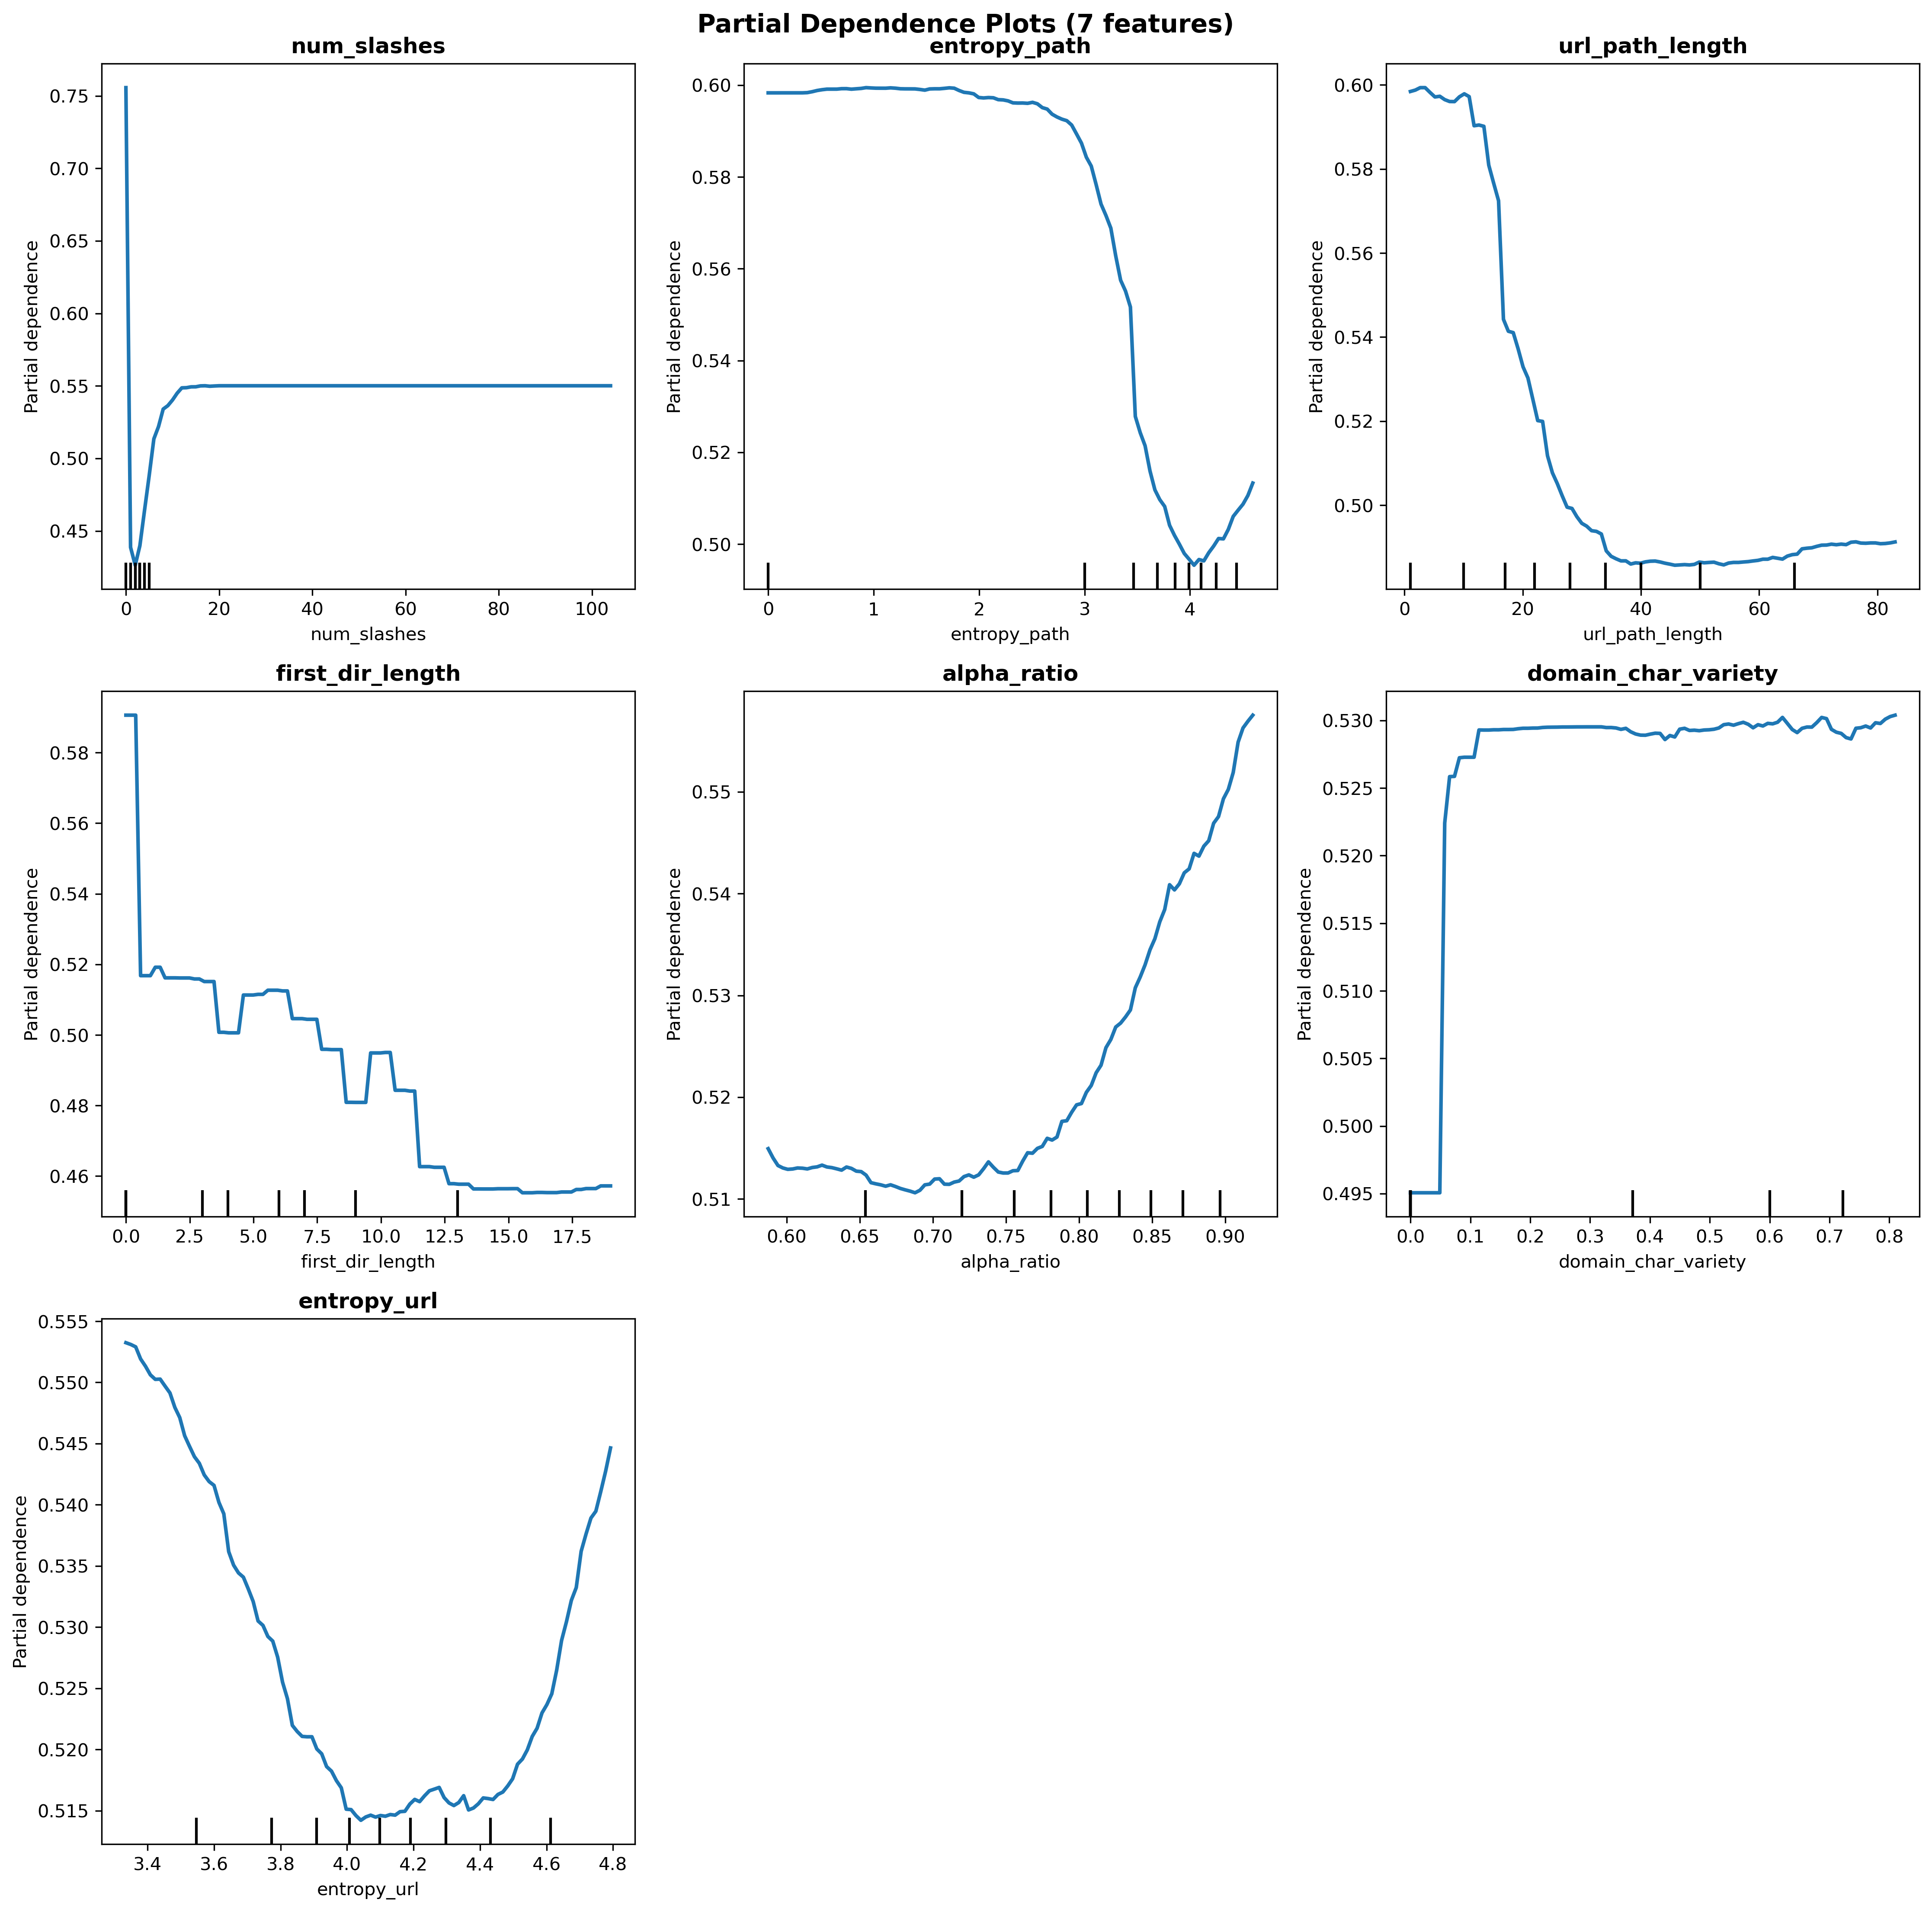 Partial Dependence Plots (7 features)
num_slashes
Partial dependence
0.75
0.70
0.65
0.60
0.55
0.50
0.45
0 20 40 60 80 100
num_slashes
entropy_path
Partial dependence
0.60
0.58
0.56
0.54
0.52
0.50
0 1 2 3 4
entropy_path
url_path_length
Partial dependence
0.60
0.58
0.56
0.54
0.52
0.50
0 20 40 60 80
url_path_length
first_dir_length
Partial dependence
0.58
0.56
0.54
0.52
0.50
0.48
0.46
0.0 2.5 5.0 7.5 10.0 12.5 15.0 17.5
first_dir_length
alpha_ratio
Partial dependence
0.55
0.54
0.53
0.52
0.51
0.60 0.65 0.70 0.75 0.80 0.85 0.90
alpha_ratio
domain_char_variety
Partial dependence
0.530
0.525
0.520
0.515
0.510
0.505
0.500
0.495
0.0 0.1 0.2 0.3 0.4 0.5 0.6 0.7 0.8
domain_char_variety
entropy_url
Partial dependence
0.555
0.550
0.545
0.540
0.535
0.530
0.525
0.520
0.515
3.4 3.6 3.8 4.0 4.2 4.4 4.6 4.8
entropy_url